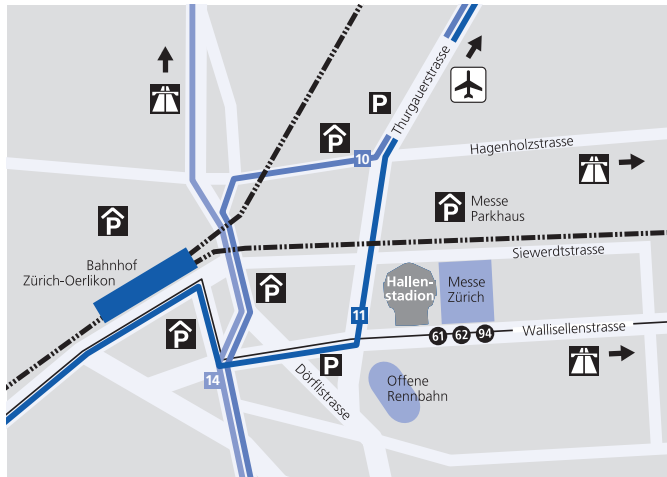 Thurgauerstrasse
P
P
10
Hagenholzstrasse
P
P
Messe
Parkhaus
Bahnhof
Zürich-Oerlikon
Siewerdtstrasse
Hallen-
stadion
Messe
Zürich
P
11
P
61 62 94
Wallisellenstrasse
P
14
Dörflistrasse
Offene
Rennbahn